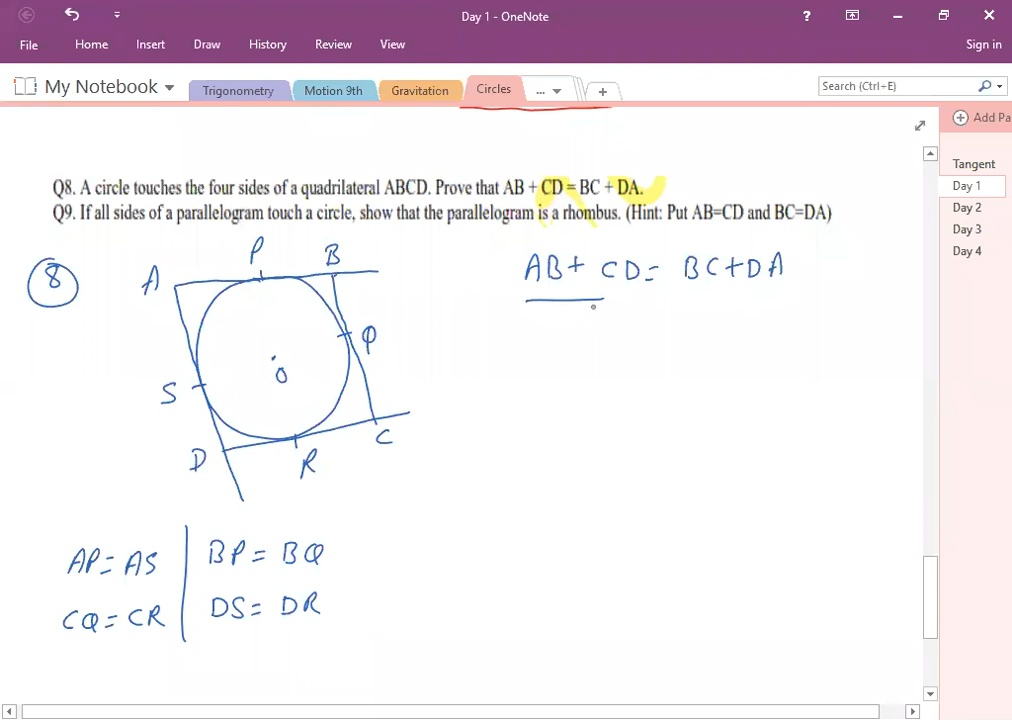 Day 1 - OneNote
?
File Home Insert Draw History Review View Sign in
My Notebook Trigonometry Motion 9th Gravitation Circles ... + Search (Ctrl+E)
Add Pa
Tangent
Day 1
Day 2
Day 3
Day 4
Q8. A circle touches the four sides of a quadrilateral ABCD. Prove that AB + CD = BC + DA.
Q9. If all sides of a parallelogram touch a circle, show that the parallelogram is a rhombus. (Hint: Put AB=CD and BC=DA)
8
A P B
Q
O
S
D R C
AB + CD = BC + DA
AP = AS BP = BQ
CQ = CR DS = DR